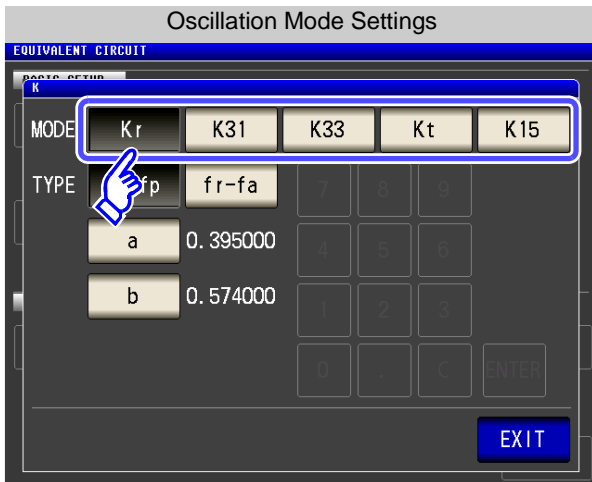 Oscillation Mode Settings
EQUIVALENT CIRCUIT
K
MODE Kr K31 K33 Kt K15
TYPE fp fr-fa 7 8 9
a 0.395000 4 5 6
b 0.574000 1 2 3
0 . C ENTER
EXIT